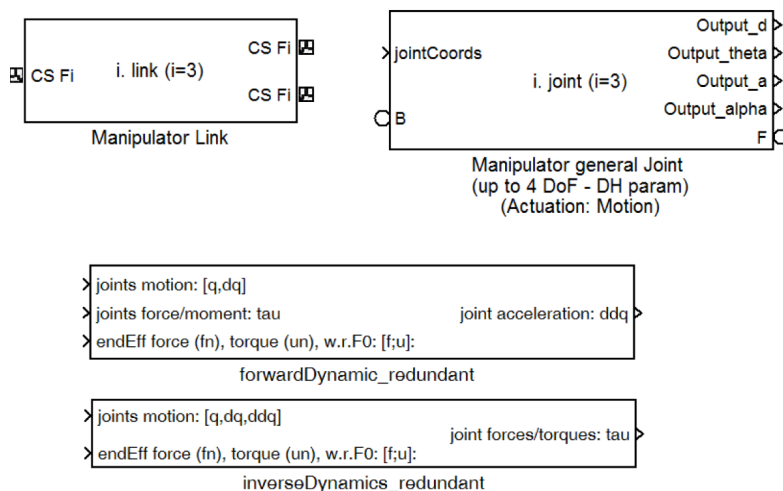 CS Fi
i. link (i=3)
CS Fi
CS Fi
Manipulator Link
jointCoords
B
i. joint (i=3)
Output_d
Output_theta
Output_a
Output_alpha
F
Manipulator general Joint
(up to 4 DoF - DH param)
(Actuation: Motion)
joints motion: [q,dq]
joints force/moment: tau
endEff force (fn), torque (un), w.r.F0: [f;u]:
joint acceleration: ddq
forwardDynamic_redundant
joints motion: [q,dq,ddq]
endEff force (fn), torque (un), w.r.F0: [f;u]:
joint forces/torques: tau
inverseDynamics_redundant